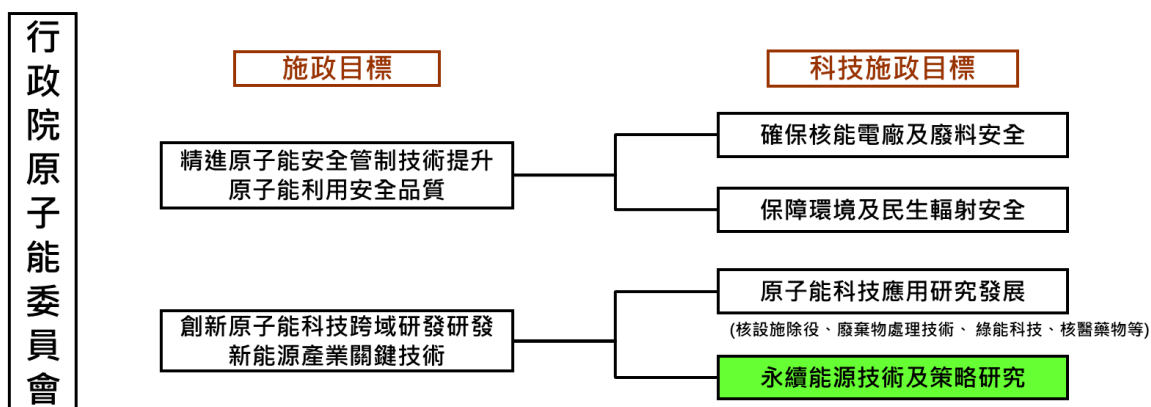 行政院原子能委員會
施政目標
科技施政目標
精進原子能安全管制技術提升
原子能利用安全品質
確保核能電廠及廢料安全
保障環境及民生輻射安全
創新原子能科技跨域研發研發
新能源產業關鍵技術
原子能科技應用研究發展
(核設施除役、廢棄物處理技術、 綠能科技、核醫藥物等)
永續能源技術及策略研究